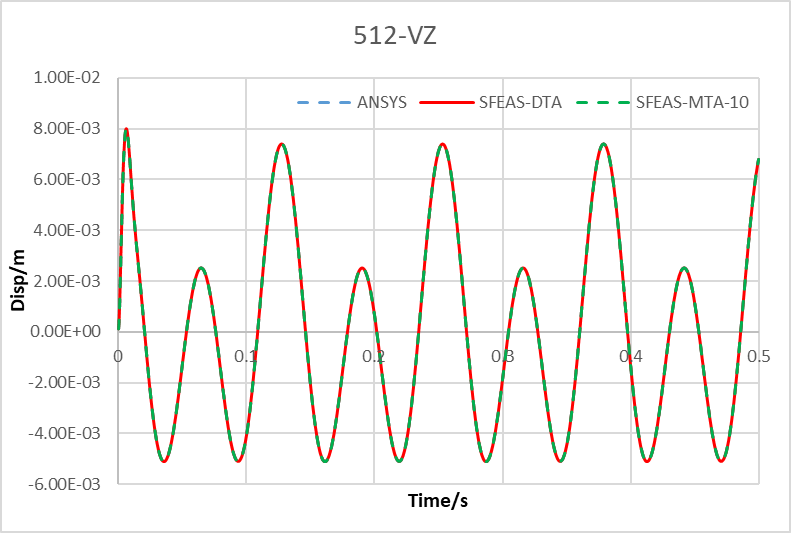 512-VZ
1.00E-02
ANSYS SFEAS-DTA SFEAS-MTA-10
8.00E-03
6.00E-03
4.00E-03
2.00E-03
0.00E+00
-2.00E-03
-4.00E-03
-6.00E-03
Disp/m
0 0.1 0.2 0.3 0.4 0.5
Time/s